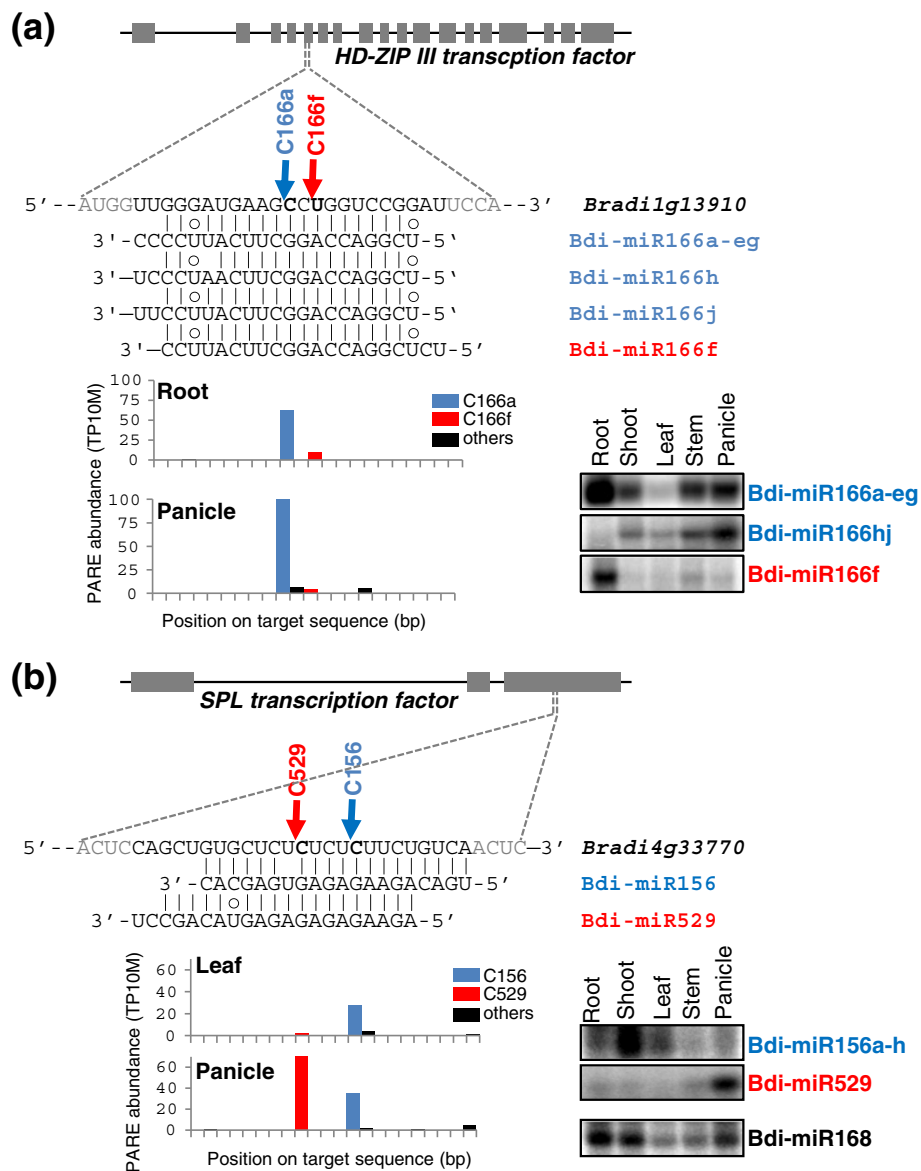 (a)
HD-ZIP III transcption factor
C166a
C166f
5' --AUGGUUGGGAUGAAGCCUGGUCCGGAUUCCA--3' Bradi1g13910
3'-CCCCUUACUUCGGACCAGGCU-5‘ Bdi-miR166a-eg
3'—UCCCUAACUUCGGACCAGGCU-5‘ Bdi-miR166h
3'—UUCCUUACUUCGGACCAGGCU-5‘ Bdi-miR166j
3'—CCUUACUUCGGACCAGGCUCU-5' Bdi-miR166f
PARE abundance (TP10M)
Root
100
75
50
25
0
C166a
C166f
others
Panicle
100
75
50
25
0
Position on target sequence (bp)
Root Shoot Leaf Stem Panicle
Bdi-miR166a-eg
Bdi-miR166hj
Bdi-miR166f
(b)
SPL transcription factor
C529
C156
5' --ACUCCAGCUGUGCUCUCUCUCUUCUGUCAACUC—3' Bradi4g33770
3'-CACGAGUGAGAGAAGACAGU-5' Bdi-miR156
3'-UCCGACAUGAGAGAGAGAAGA-5' Bdi-miR529
PARE abundance (TP10M)
Leaf
60
40
20
0
C156
C529
others
Panicle
60
40
20
0
Position on target sequence (bp)
Root Shoot Leaf Stem Panicle
Bdi-miR156a-h
Bdi-miR529
Bdi-miR168